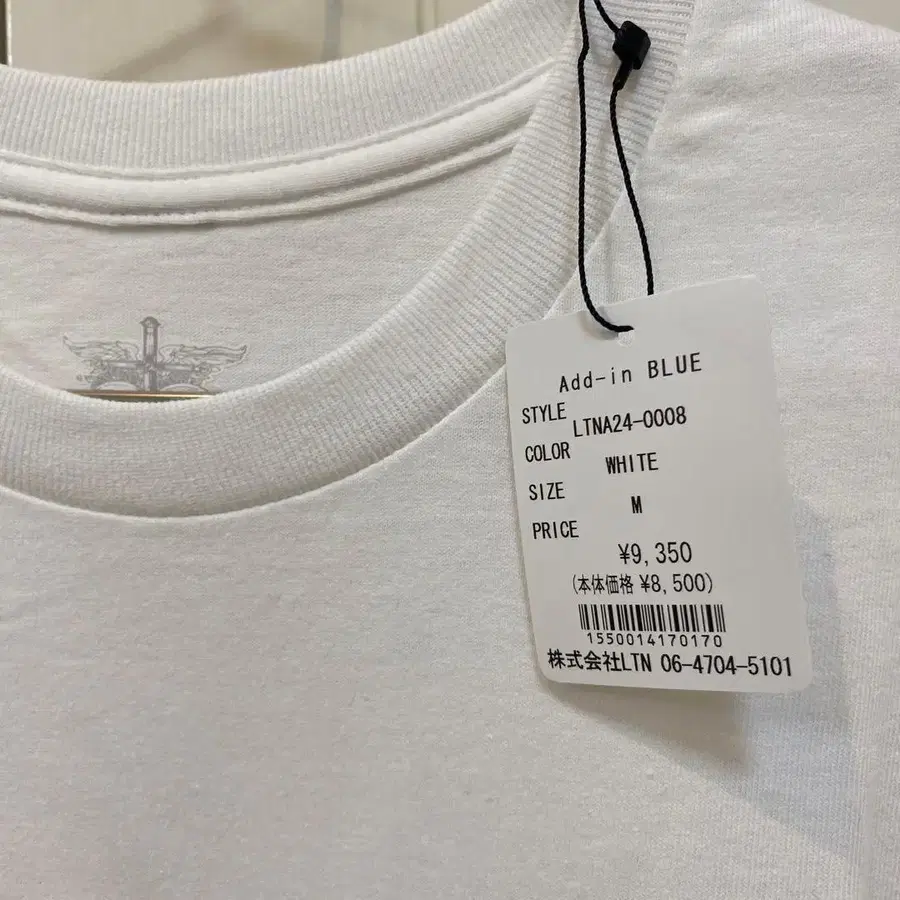 Add-in BLUE
STYLE LTNA24-0008
COLOR WHITE
SIZE M
PRICE ¥9,350
(本体価格 ¥8,500)
1550014170170
株式会社LTN 06-4704-5101